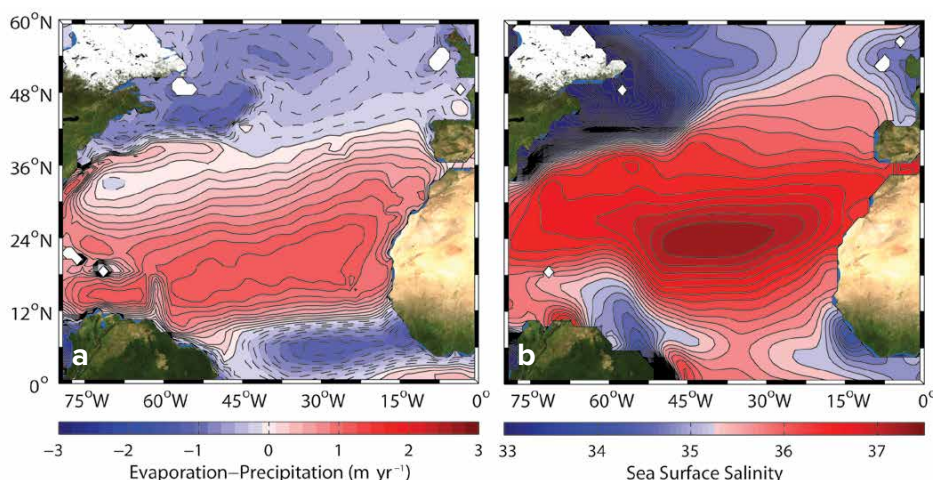 60°N
48°N
36°N
24°N
12°N
0°
a
b
75°W 60°W 45°W 30°W 15°W 0°
75°W 60°W 45°W 30°W 15°W 0°
−3 −2 −1 0 1 2 3
33 34 35 36 37
Evaporation−Precipitation (m yr⁻¹)
Sea Surface Salinity